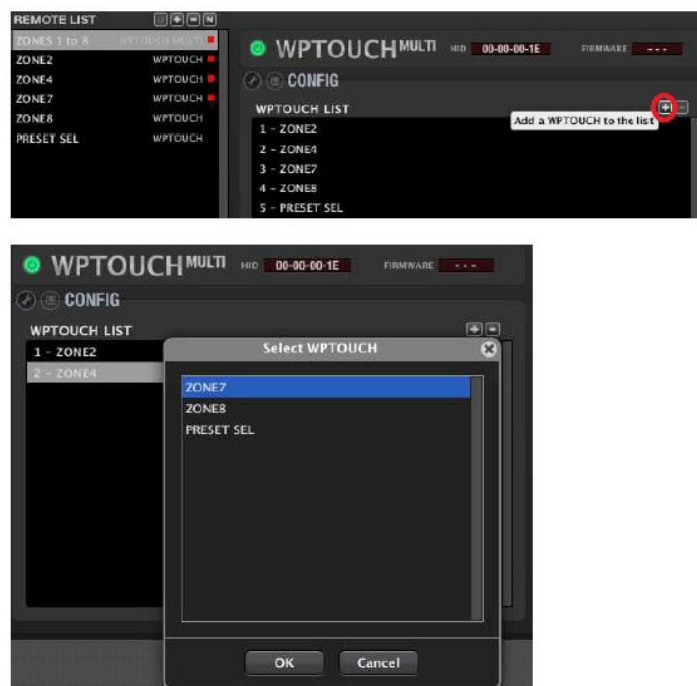 REMOTE LIST
ZONES 1 to 8 WPTOUCH MULTI
ZONE2 WPTOUCH
ZONE4 WPTOUCH
ZONE7 WPTOUCH
ZONE8 WPTOUCH
PRESET SEL WPTOUCH
WPTOUCH MULTI HID 00-00-00-1E FIRMWARE ---
CONFIG
WPTOUCH LIST
Add a WPTOUCH to the list
1 - ZONE2
2 - ZONE4
3 - ZONE7
4 - ZONE8
5 - PRESET SEL
WPTOUCH MULTI HID 00-00-00-1E FIRMWARE ---
CONFIG
WPTOUCH LIST
1 - ZONE2
2 - ZONE4
Select WPTOUCH
ZONE7
ZONE8
PRESET SEL
OK Cancel